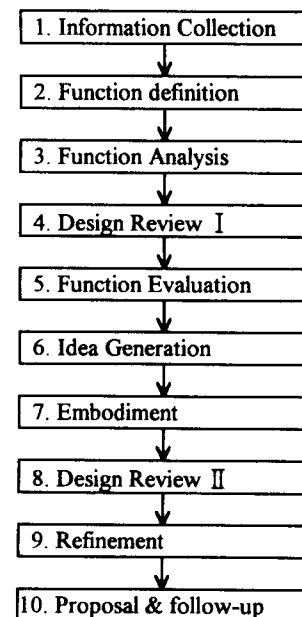 1. Information Collection
2. Function definition
3. Function Analysis
4. Design Review Ⅰ
5. Function Evaluation
6. Idea Generation
7. Embodiment
8. Design Review Ⅱ
9. Refinement
10. Proposal & follow-up